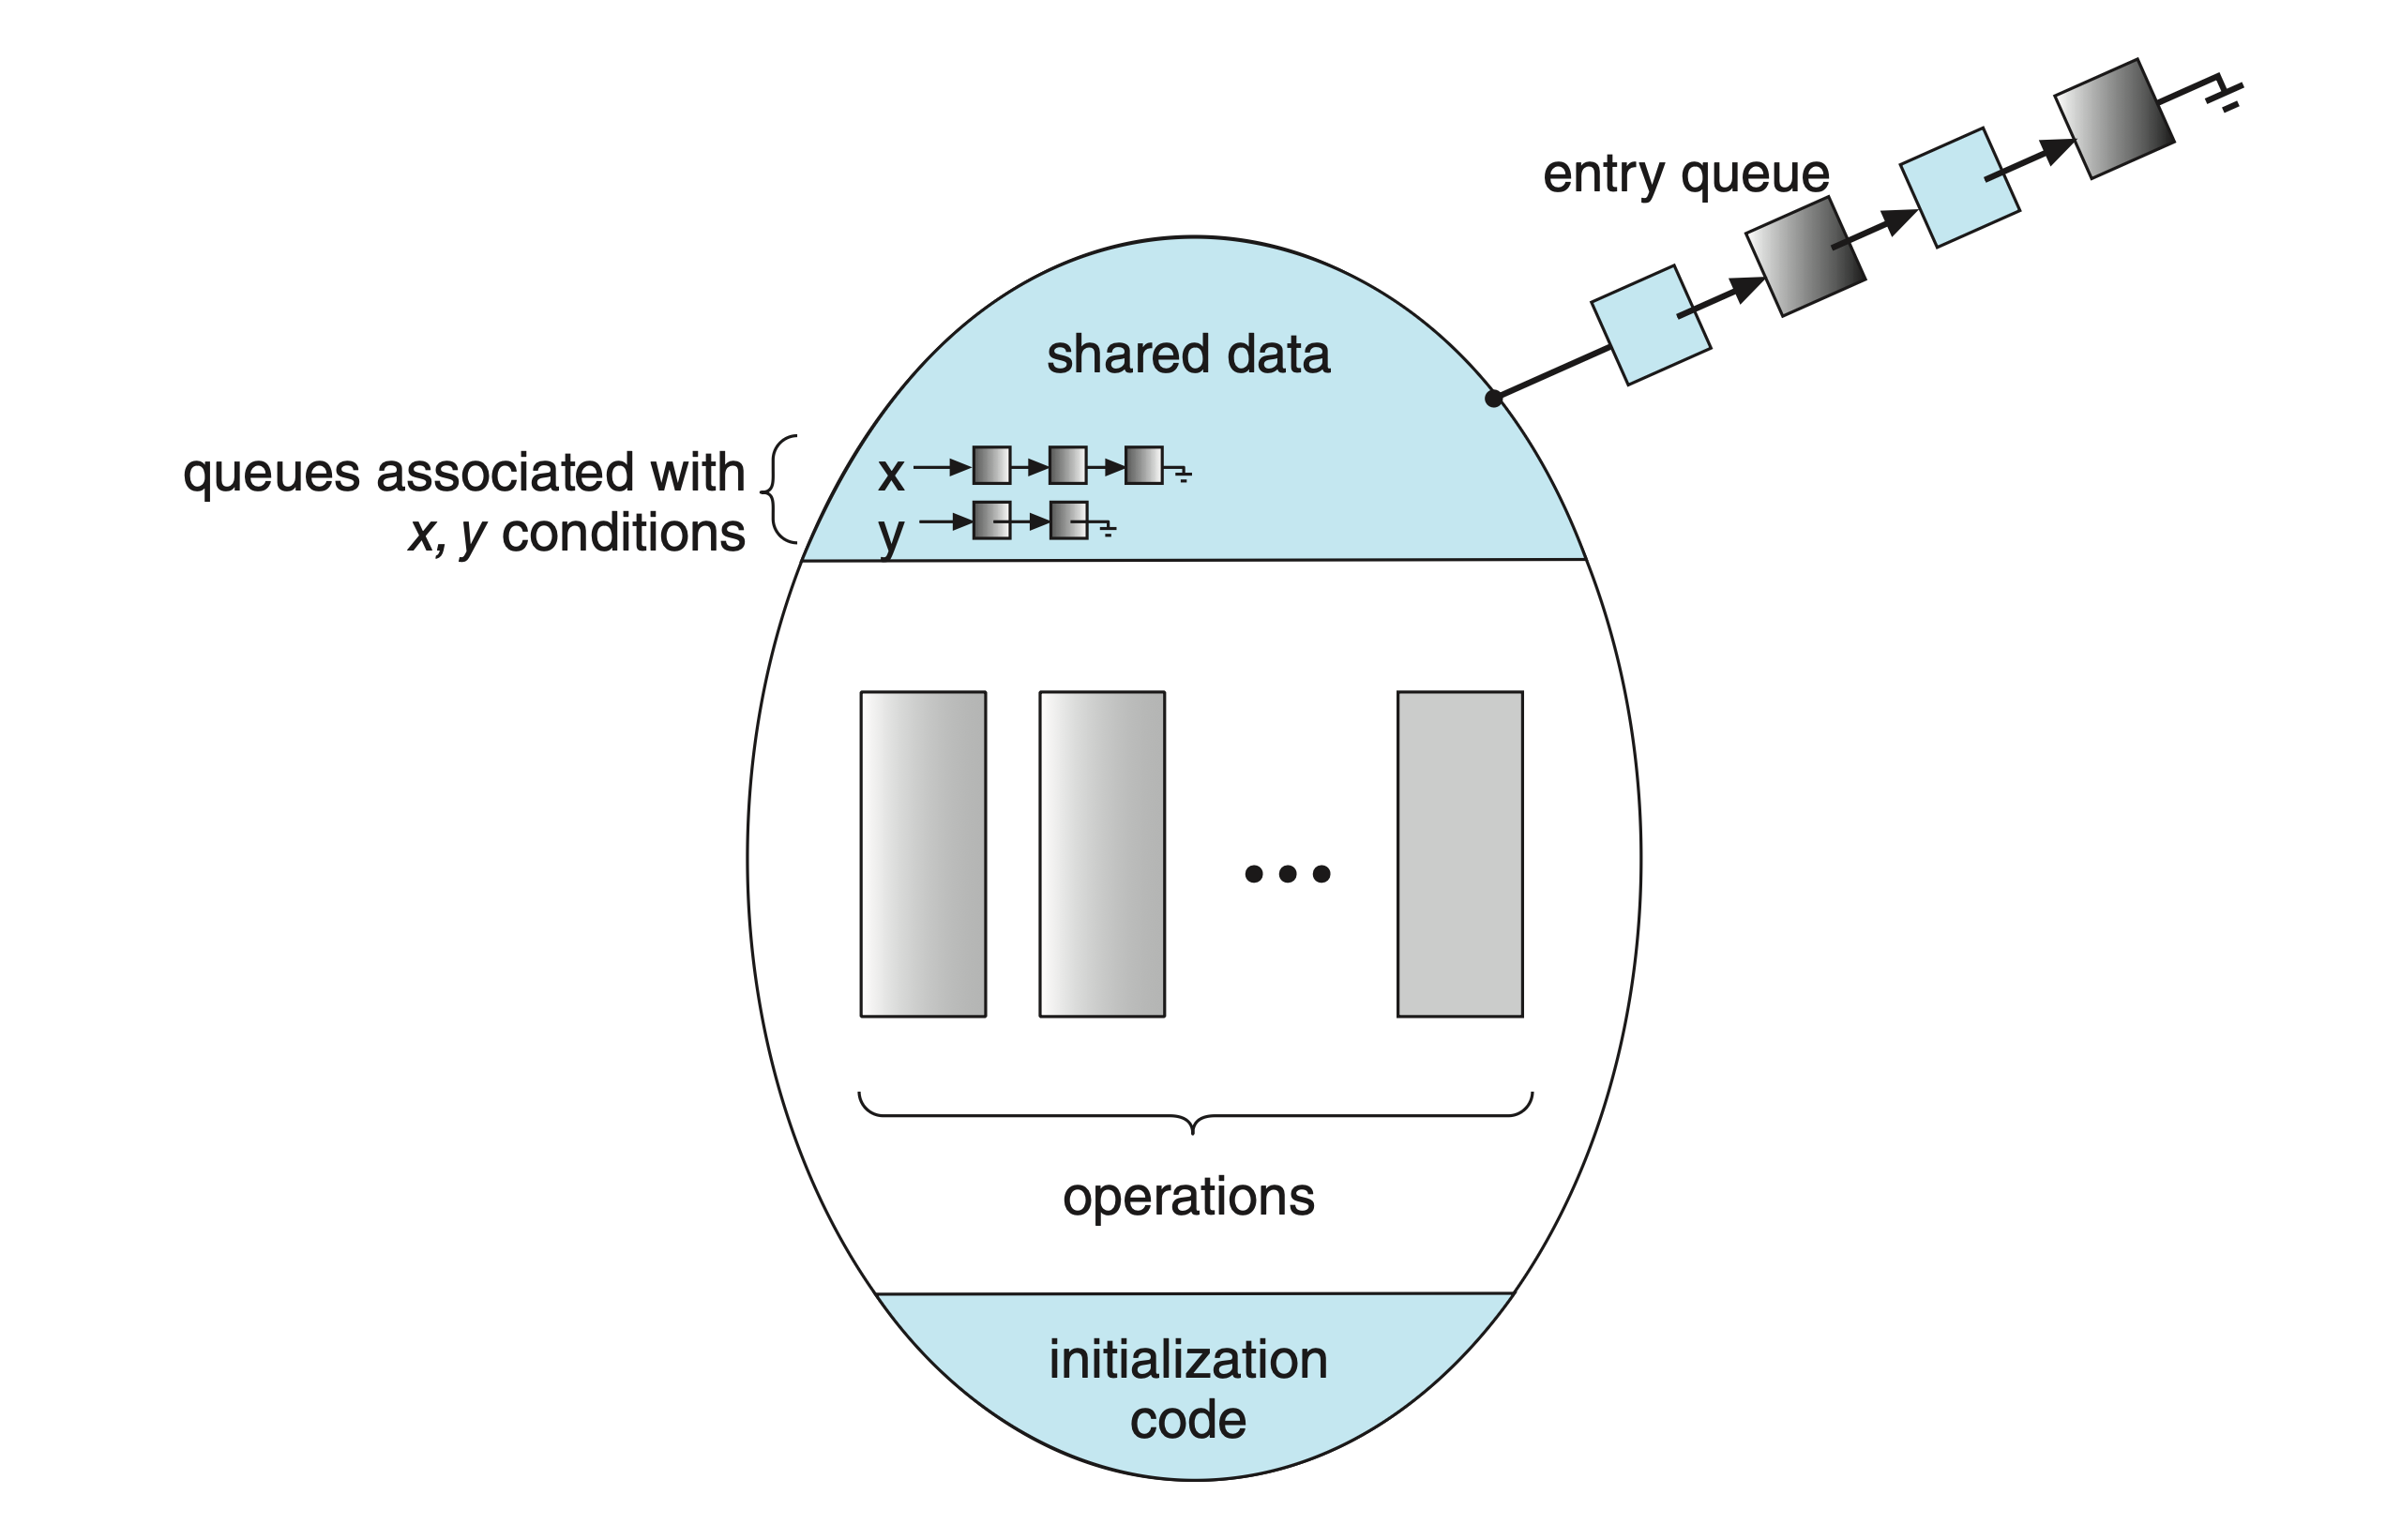 entry queue
shared data
queues associated with
x, y conditions
x
y
operations
initialization
code